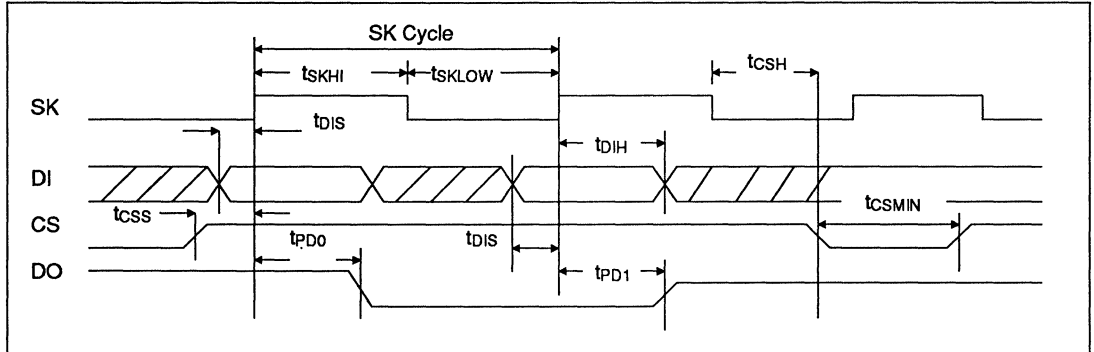 SK Cycle
tSKHI
tSKLOW
tCSH
SK
tDIS
tDIH
DI
tCSS
tCSMIN
CS
tPD0
tDIS
DO
tPD1